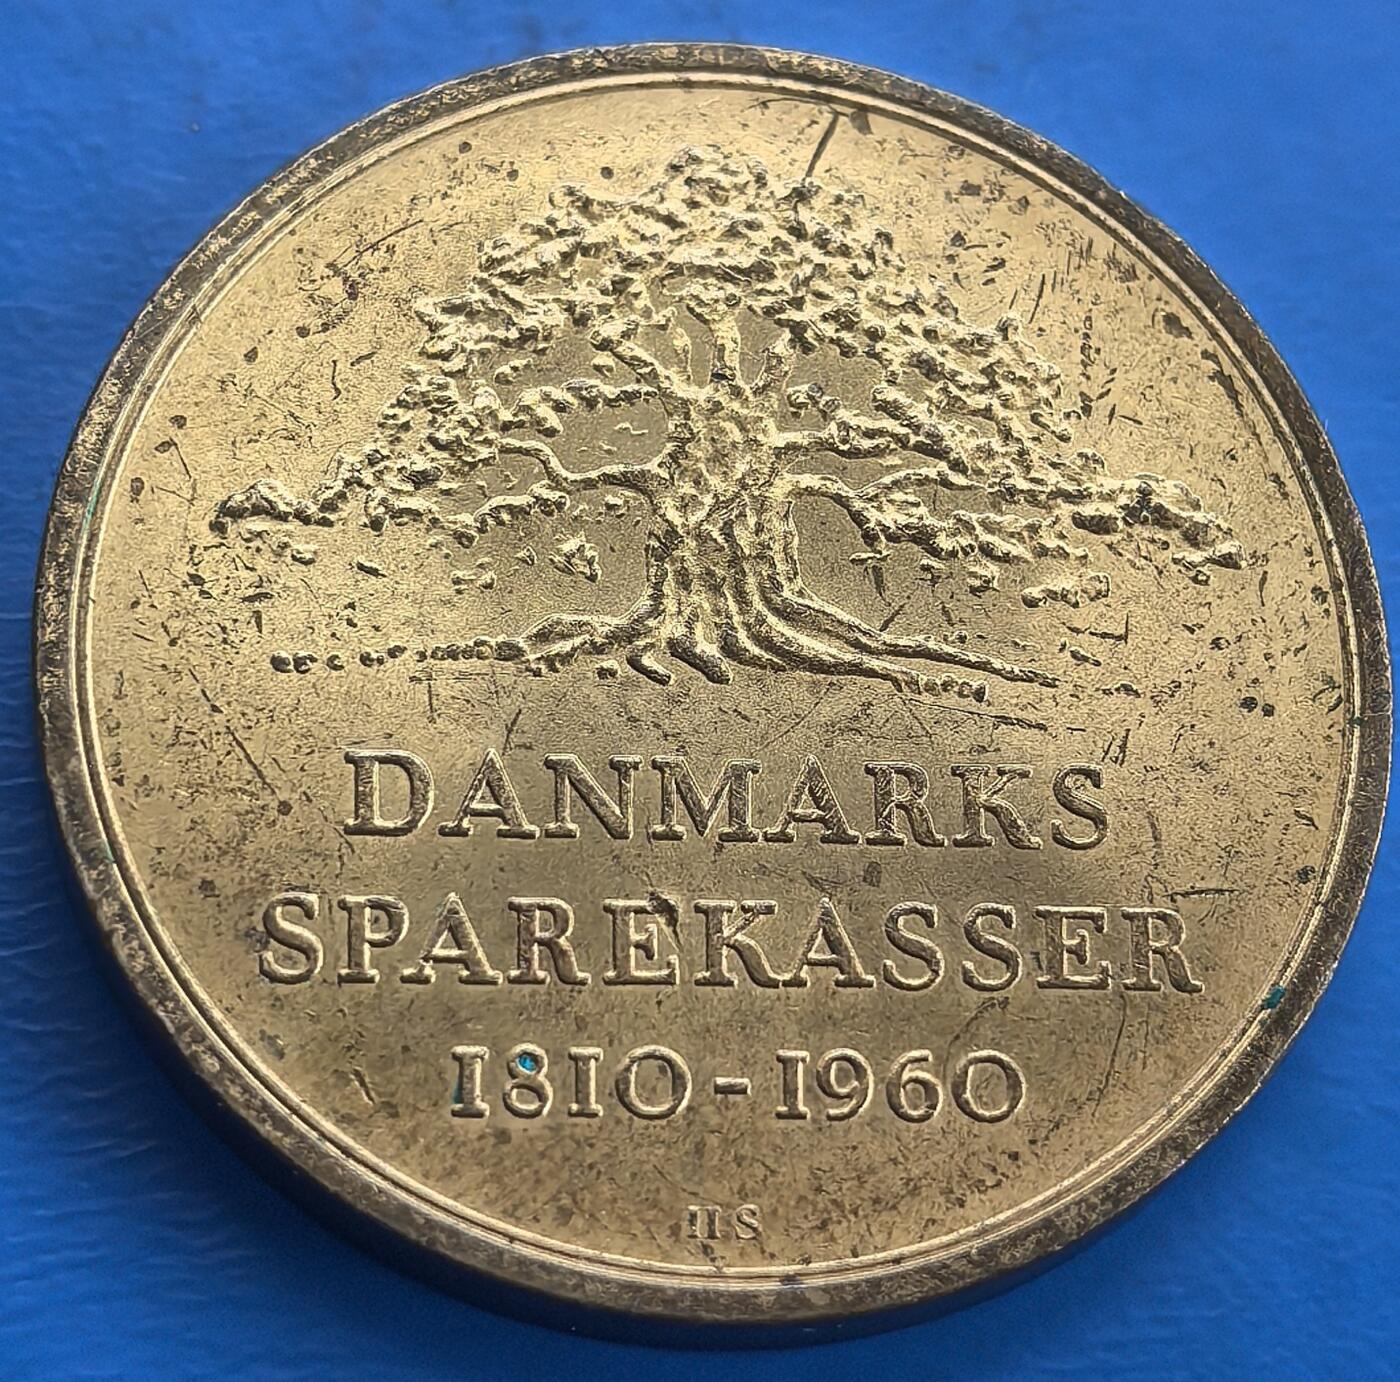 DANMARKS
SPAREKASSER
1810-1960
HS